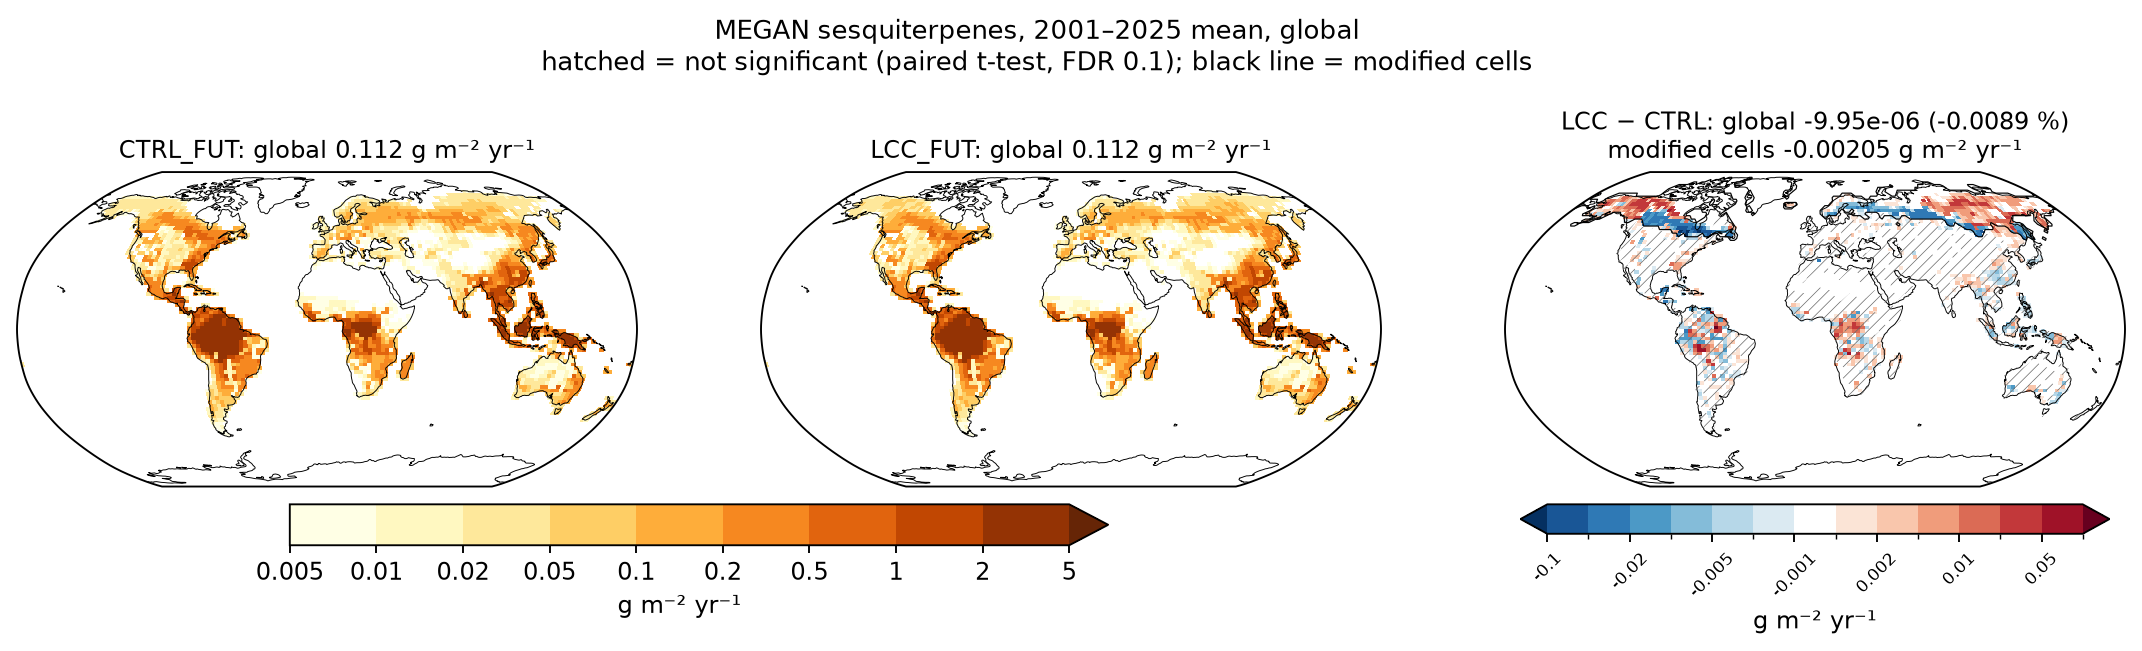 MEGAN sesquiterpenes, 2001–2025 mean, global
hatched = not significant (paired t-test, FDR 0.1); black line = modified cells
CTRL_FUT: global 0.112 g m⁻² yr⁻¹
LCC_FUT: global 0.112 g m⁻² yr⁻¹
LCC − CTRL: global -9.95e-06 (-0.0089 %)
modified cells -0.00205 g m⁻² yr⁻¹
0.005 0.01 0.02 0.05 0.1 0.2 0.5 1 2 5
g m⁻² yr⁻¹
-0.1 -0.02 -0.005 -0.001 0.002 0.01 0.05
g m⁻² yr⁻¹